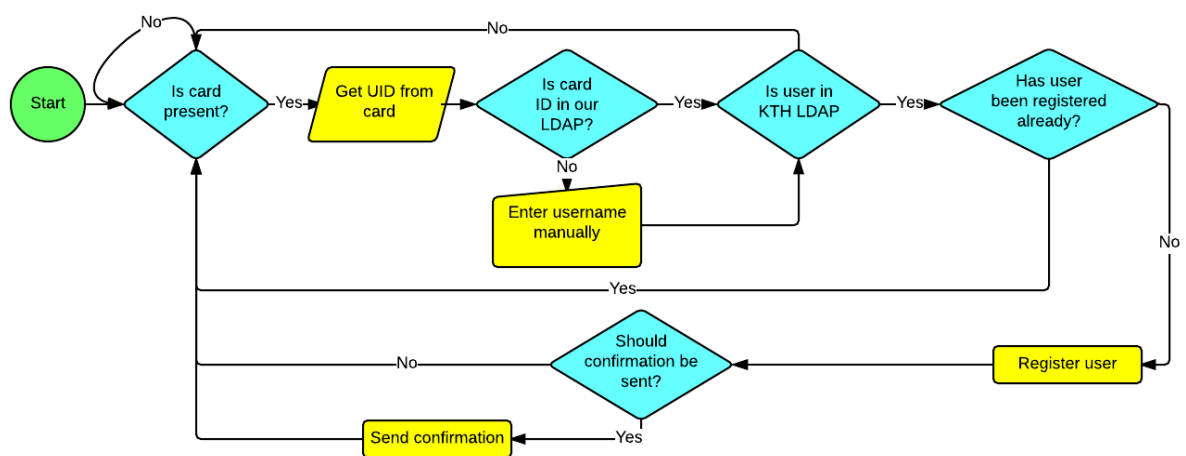 No
No
Start
Is card
present?
Yes
Get UID from
card
Is card
ID in our
LDAP?
Yes
Is user in
KTH LDAP
Yes
Has user
been registered
already?
No
Enter username
manually
No
Yes
Should
confirmation be
sent?
No
Register user
Yes
Send confirmation